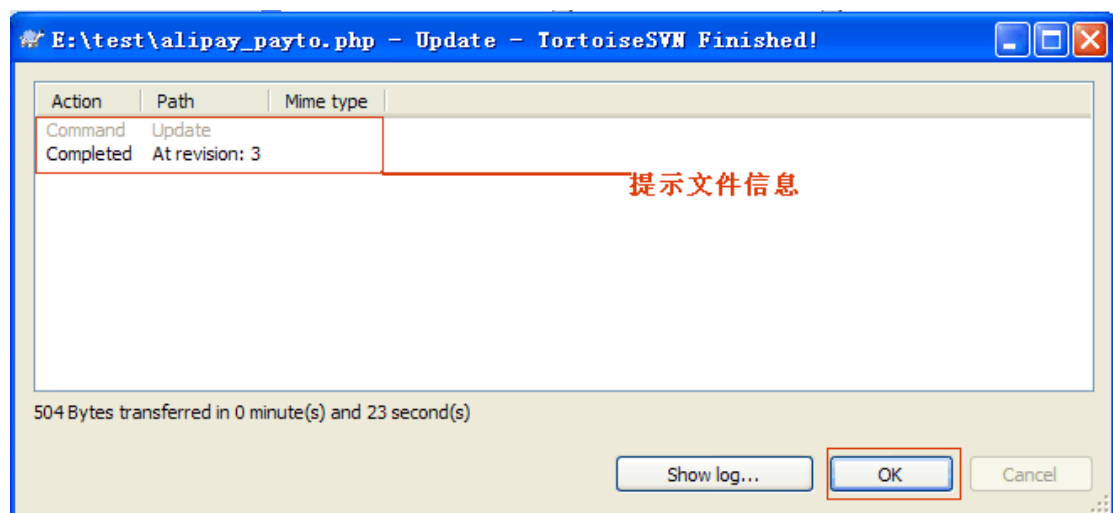 E:\test\alipay_payto.php - Update - TortoiseSVN Finished!
Action Path Mime type
Command Update
Completed At revision: 3
提示文件信息
504 Bytes transferred in 0 minute(s) and 23 second(s)
Show log... OK Cancel